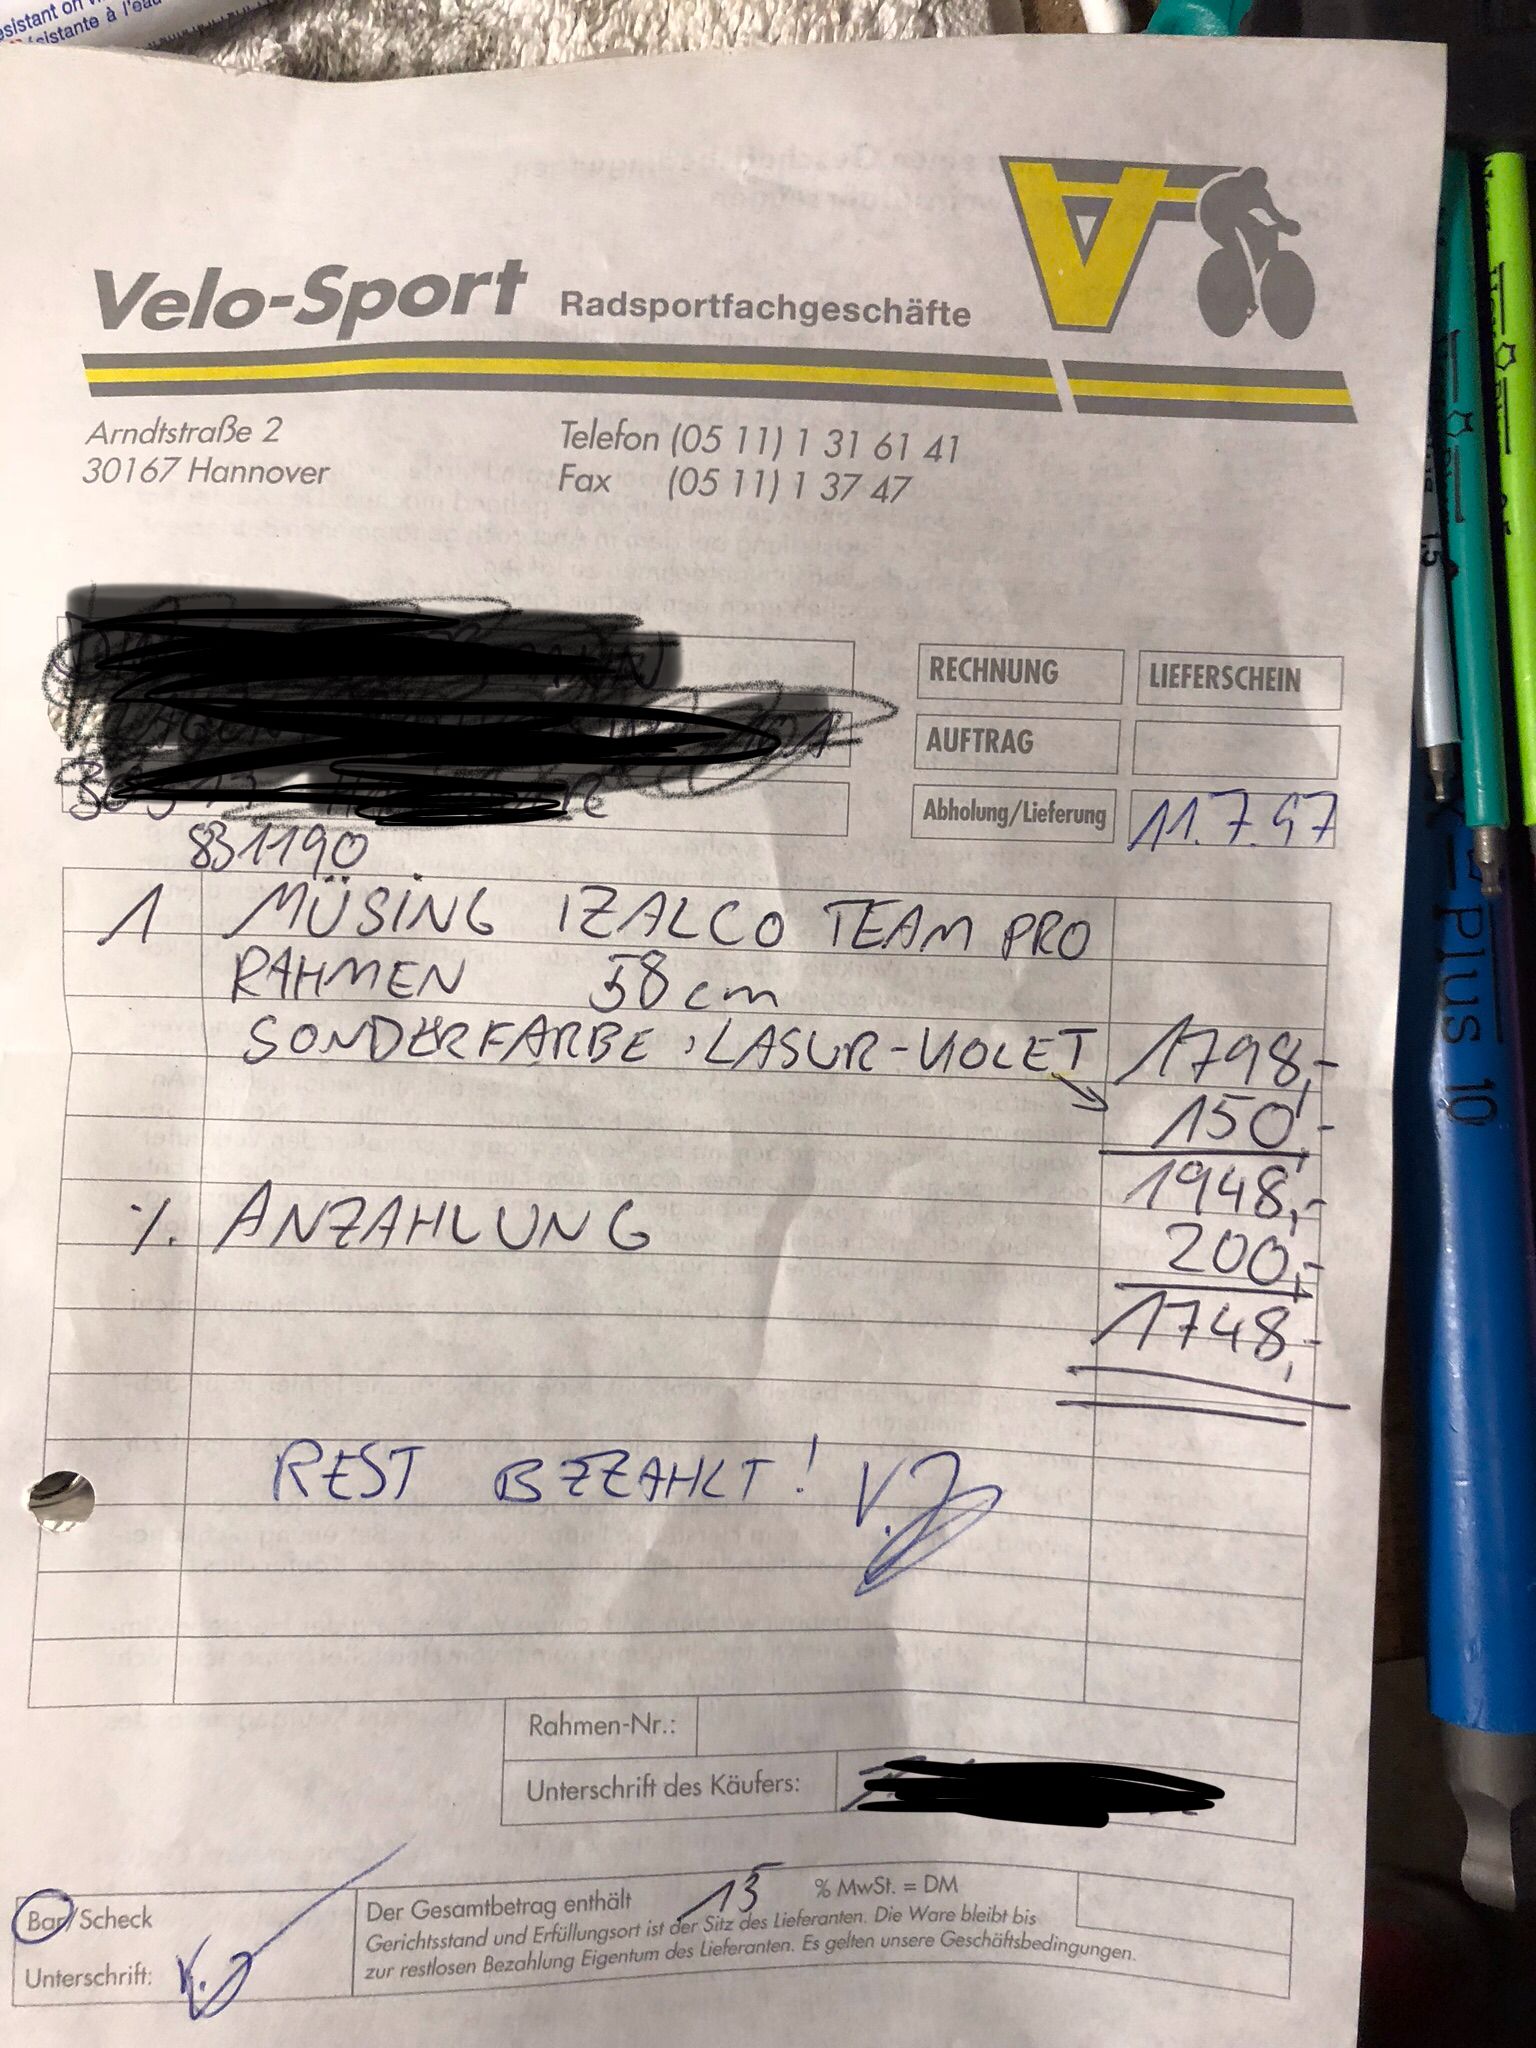 Velo-Sport Radsportfachgeschäfte
Arndtstraße 2
30167 Hannover
Telefon (05 11) 1 31 61 41
Fax (05 11) 1 37 47
RECHNUNG LIEFERSCHEIN
AUFTRAG
Abholung/Lieferung 11.7.97
831190
1 MÜSING IZALCO TEAM PRO
RAHMEN 58 cm
SONDERFARBE, LASUR-VIOLET 1798,-
150,-
1948,-
./. ANZAHLUNG 200,-
1748,-
REST BEZAHLT!
Rahmen-Nr.:
Unterschrift des Käufers:
Bar/Scheck
Unterschrift:
Der Gesamtbetrag enthält 15 % MwSt. = DM
Gerichtsstand und Erfüllungsort ist der Sitz des Lieferanten. Die Ware bleibt bis
zur restlosen Bezahlung Eigentum des Lieferanten. Es gelten unsere Geschäftsbedingungen.
Plus 10